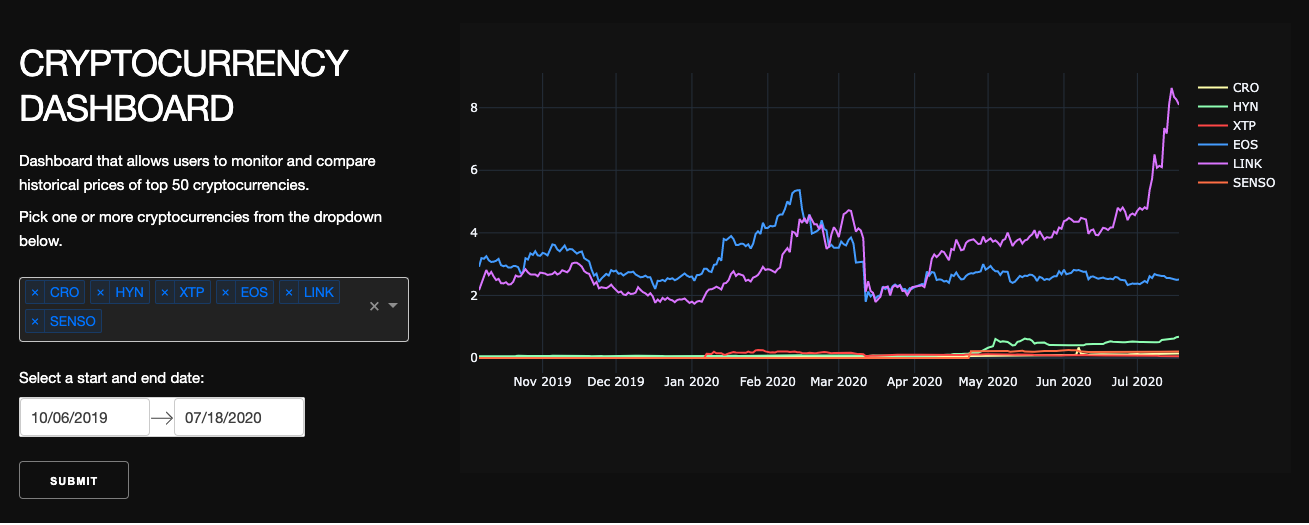 CRYPTOCURRENCY
DASHBOARD
Dashboard that allows users to monitor and compare
historical prices of top 50 cryptocurrencies.
Pick one or more cryptocurrencies from the dropdown
below.
× CRO × HYN × XTP × EOS × LINK
× SENSO
Select a start and end date:
10/06/2019 → 07/18/2020
SUBMIT
8
6
4
2
0
Nov 2019 Dec 2019 Jan 2020 Feb 2020 Mar 2020 Apr 2020 May 2020 Jun 2020 Jul 2020
CRO
HYN
XTP
EOS
LINK
SENSO